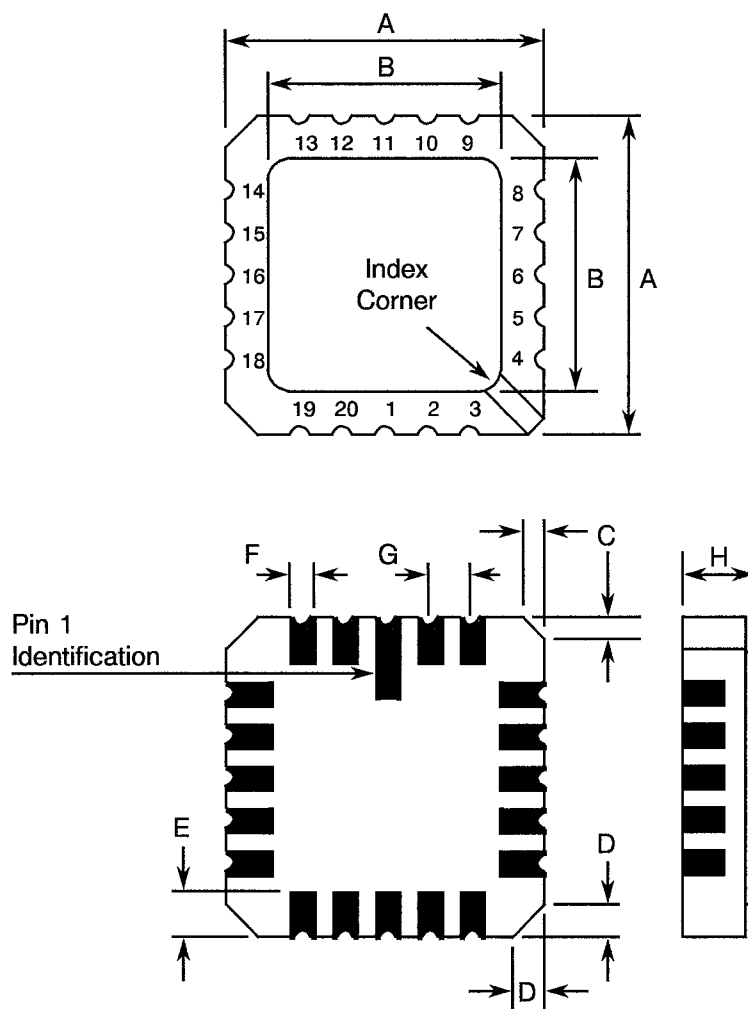 A
B
13 12 11 10 9
14 8
15 7
16 Index 6 B A
17 Corner 5
18 4
19 20 1 2 3
C
F G H
Pin 1
Identification
E D
D